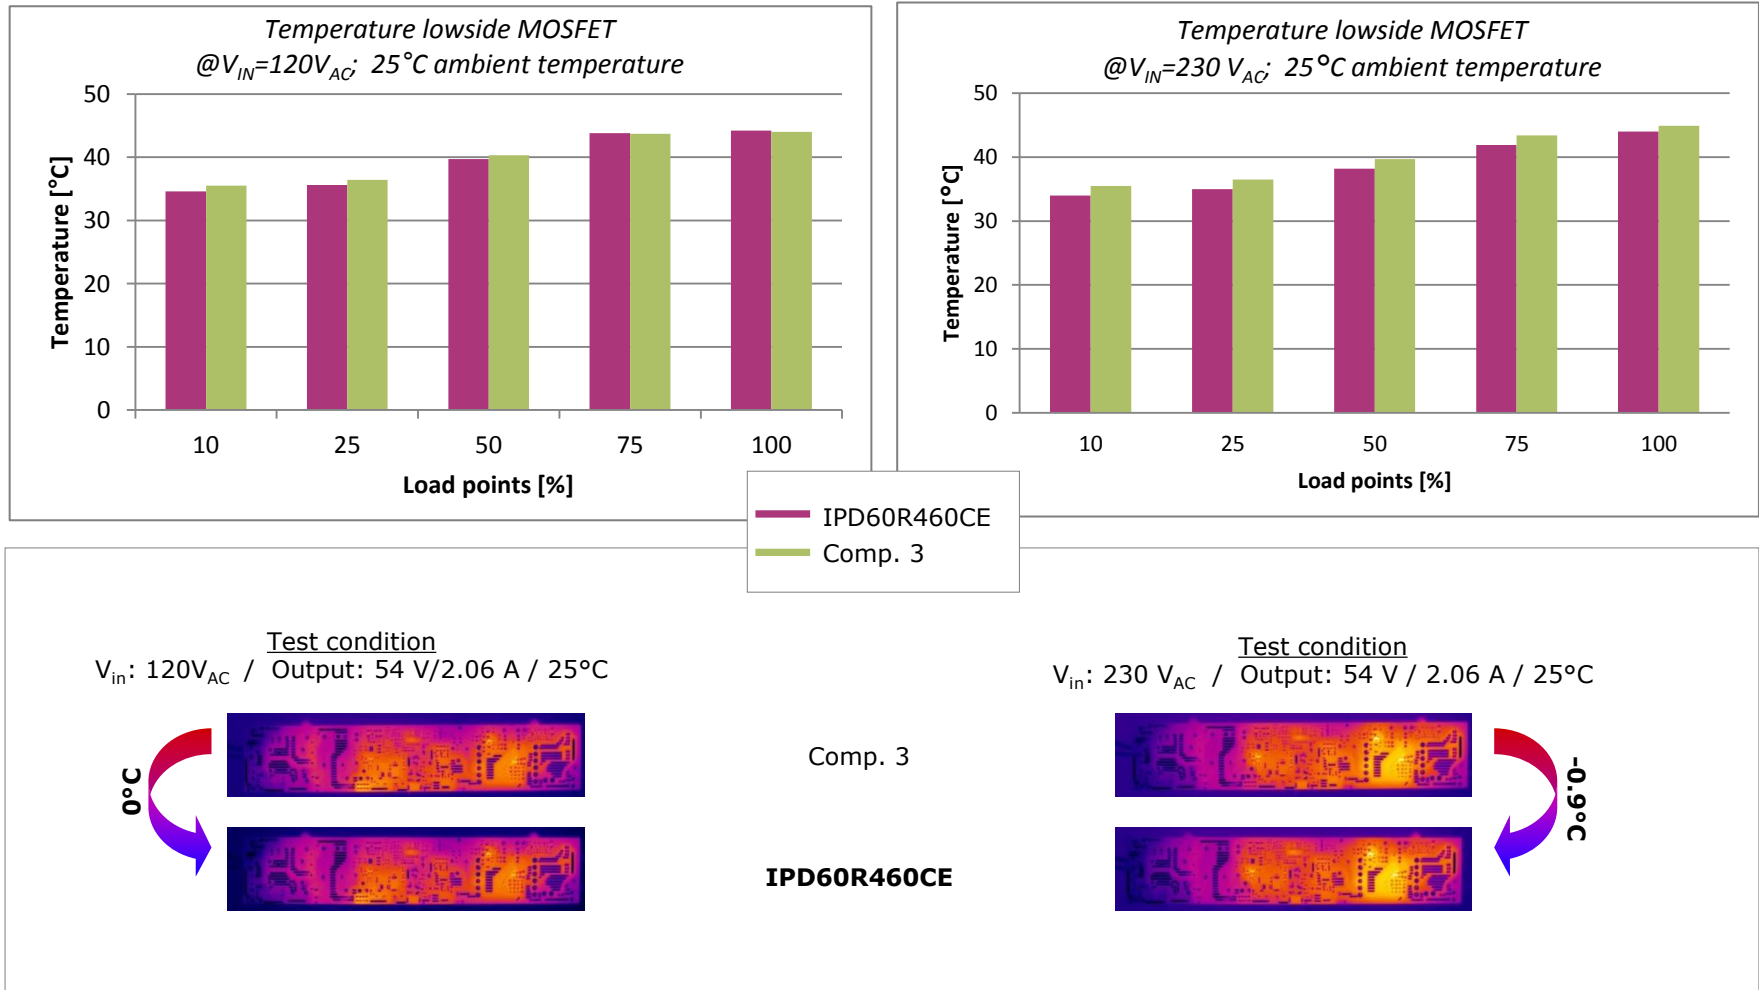 Temperature lowside MOSFET
@VIN=120VAC; 25°C ambient temperature
50
40
30
20
10
0
Temperature [°C]
10 25 50 75 100
Load points [%]
Temperature lowside MOSFET
@VIN=230 VAC; 25°C ambient temperature
50
40
30
20
10
0
Temperature [°C]
10 25 50 75 100
Load points [%]
IPD60R460CE
Comp. 3
Test condition
Vin: 120VAC / Output: 54 V/2.06 A / 25°C
0°C
Comp. 3
IPD60R460CE
Test condition
Vin: 230 VAC / Output: 54 V / 2.06 A / 25°C
-0.9°C